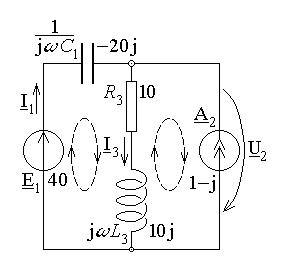 1
jωC₁ -20j
R₃ 10
I₁
I₃
A₂
U₂
E₁ 40
1-j
jωL₃ 10j